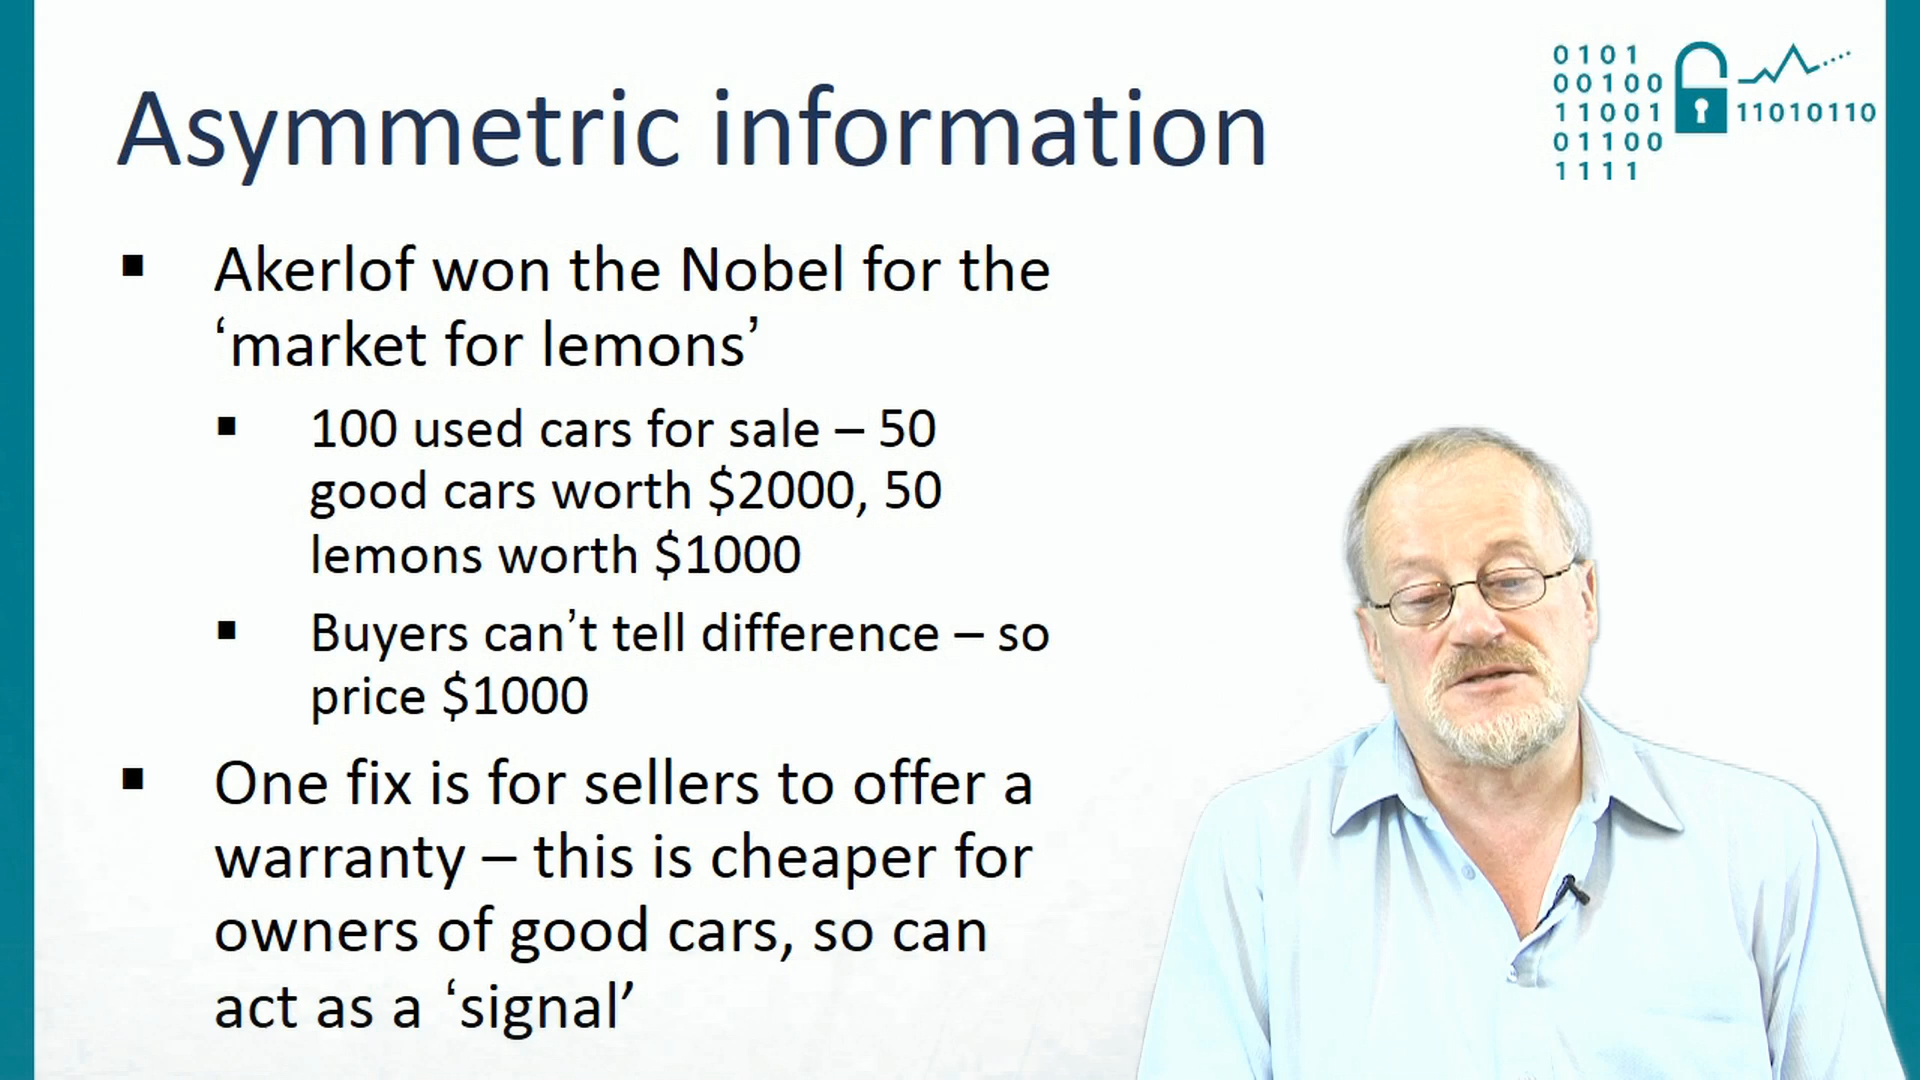 Asymmetric information
0101
00100
11001
01100
1111
11010110
▪ Akerlof won the Nobel for the
‘market for lemons’
▪ 100 used cars for sale – 50
good cars worth $2000, 50
lemons worth $1000
▪ Buyers can’t tell difference – so
price $1000
▪ One fix is for sellers to offer a
warranty – this is cheaper for
owners of good cars, so can
act as a ‘signal’